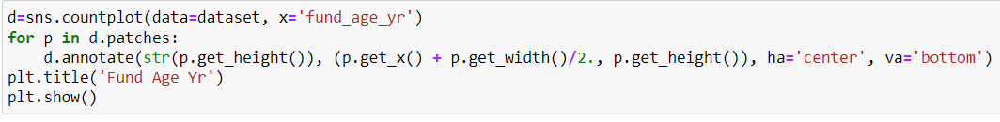 d=sns.countplot(data=dataset, x='fund_age_yr')
for p in d.patches:
    d.annotate(str(p.get_height()), (p.get_x() + p.get_width()/2., p.get_height()), ha='center', va='bottom')
plt.title('Fund Age Yr')
plt.show()